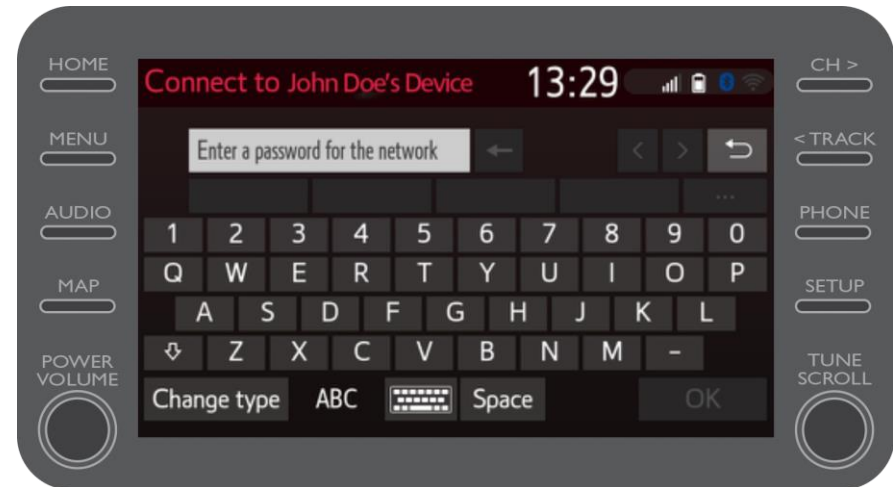 HOME
MENU
AUDIO
MAP
POWER
VOLUME
Connect to John Doe's Device 13:29
Enter a password for the network
...
1 2 3 4 5 6 7 8 9 0
Q W E R T Y U I O P
A S D F G H J K L
Z X C V B N M -
Change type ABC Space OK
CH >
< TRACK
PHONE
SETUP
TUNE
SCROLL